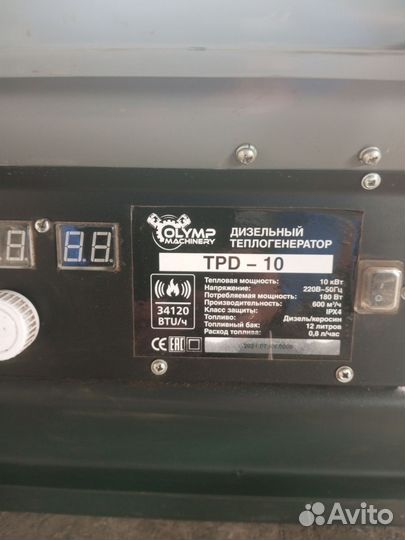 OLYMP
MACHINERY
ДИЗЕЛЬНЫЙ
ТЕПЛОГЕНЕРАТОР
TPD - 10
34120
BTU/ч
Тепловая мощность: 10 кВт
Напряжение: 220В~50Гц
Потребляемая мощность: 180 Вт
Производительность: 600 м³/ч
Класс защиты: IPX4
Топливо: Дизель/керосин
Топливный бак: 12 литров
Расход топлива: 0,8 л/час
CE EAC
Avito